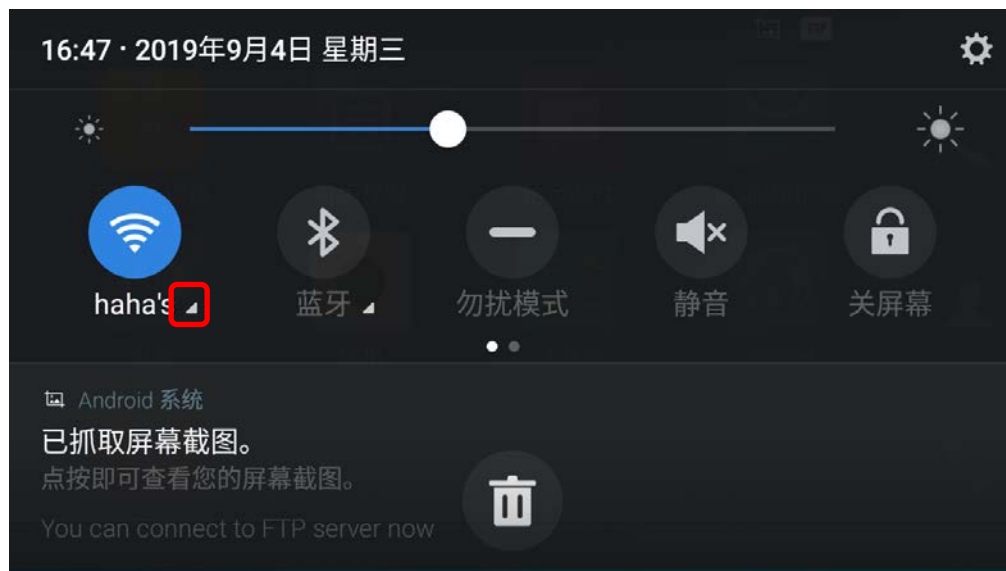 16:47 · 2019年9月4日 星期三
haha's
蓝牙
勿扰模式
静音
关屏幕
Android 系统
已抓取屏幕截图。
点按即可查看您的屏幕截图。
You can connect to FTP server now